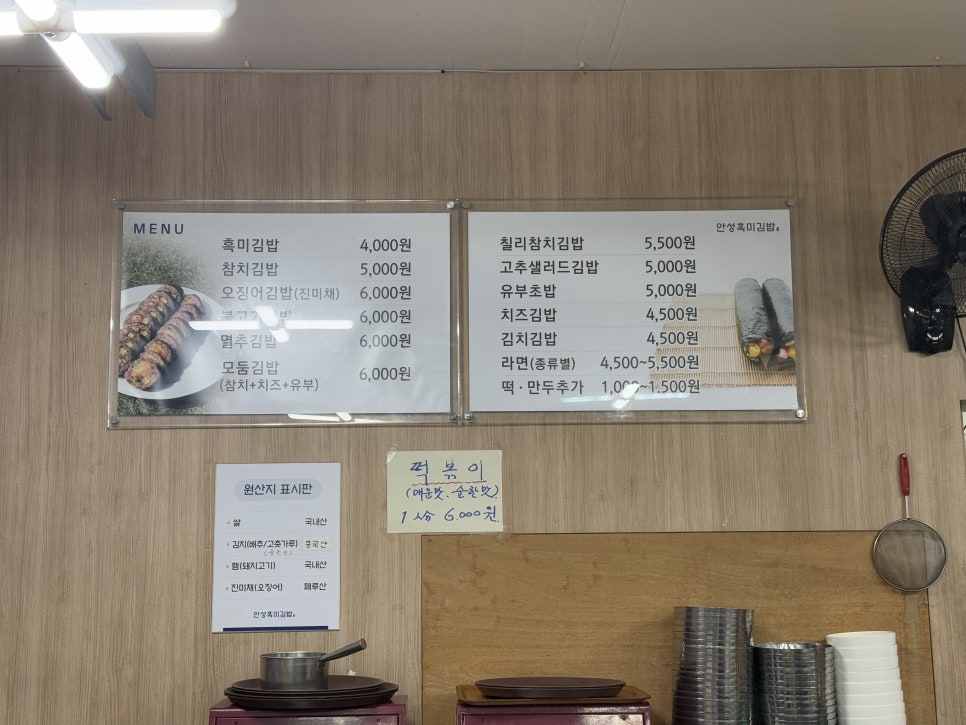 MENU
흑미김밥 4,000원
참치김밥 5,000원
오징어김밥(진미채) 6,000원
6,000원
멸추김밥 6,000원
모둠김밥 6,000원
(참치+치즈+유부)
안성흑미김밥
칠리참치김밥 5,500원
고추샐러드김밥 5,000원
유부초밥 5,000원
치즈김밥 4,500원
김치김밥 4,500원
라면(종류별) 4,500~5,500원
떡·만두추가 1,000~1,500원
원산지 표시판
쌀 국내산
김치(배추/고춧가루) 중국산
햄(돼지고기) 국내산
진미채(오징어) 페루산
안성흑미김밥
떡볶이
(매운맛, 순한맛)
6,000원